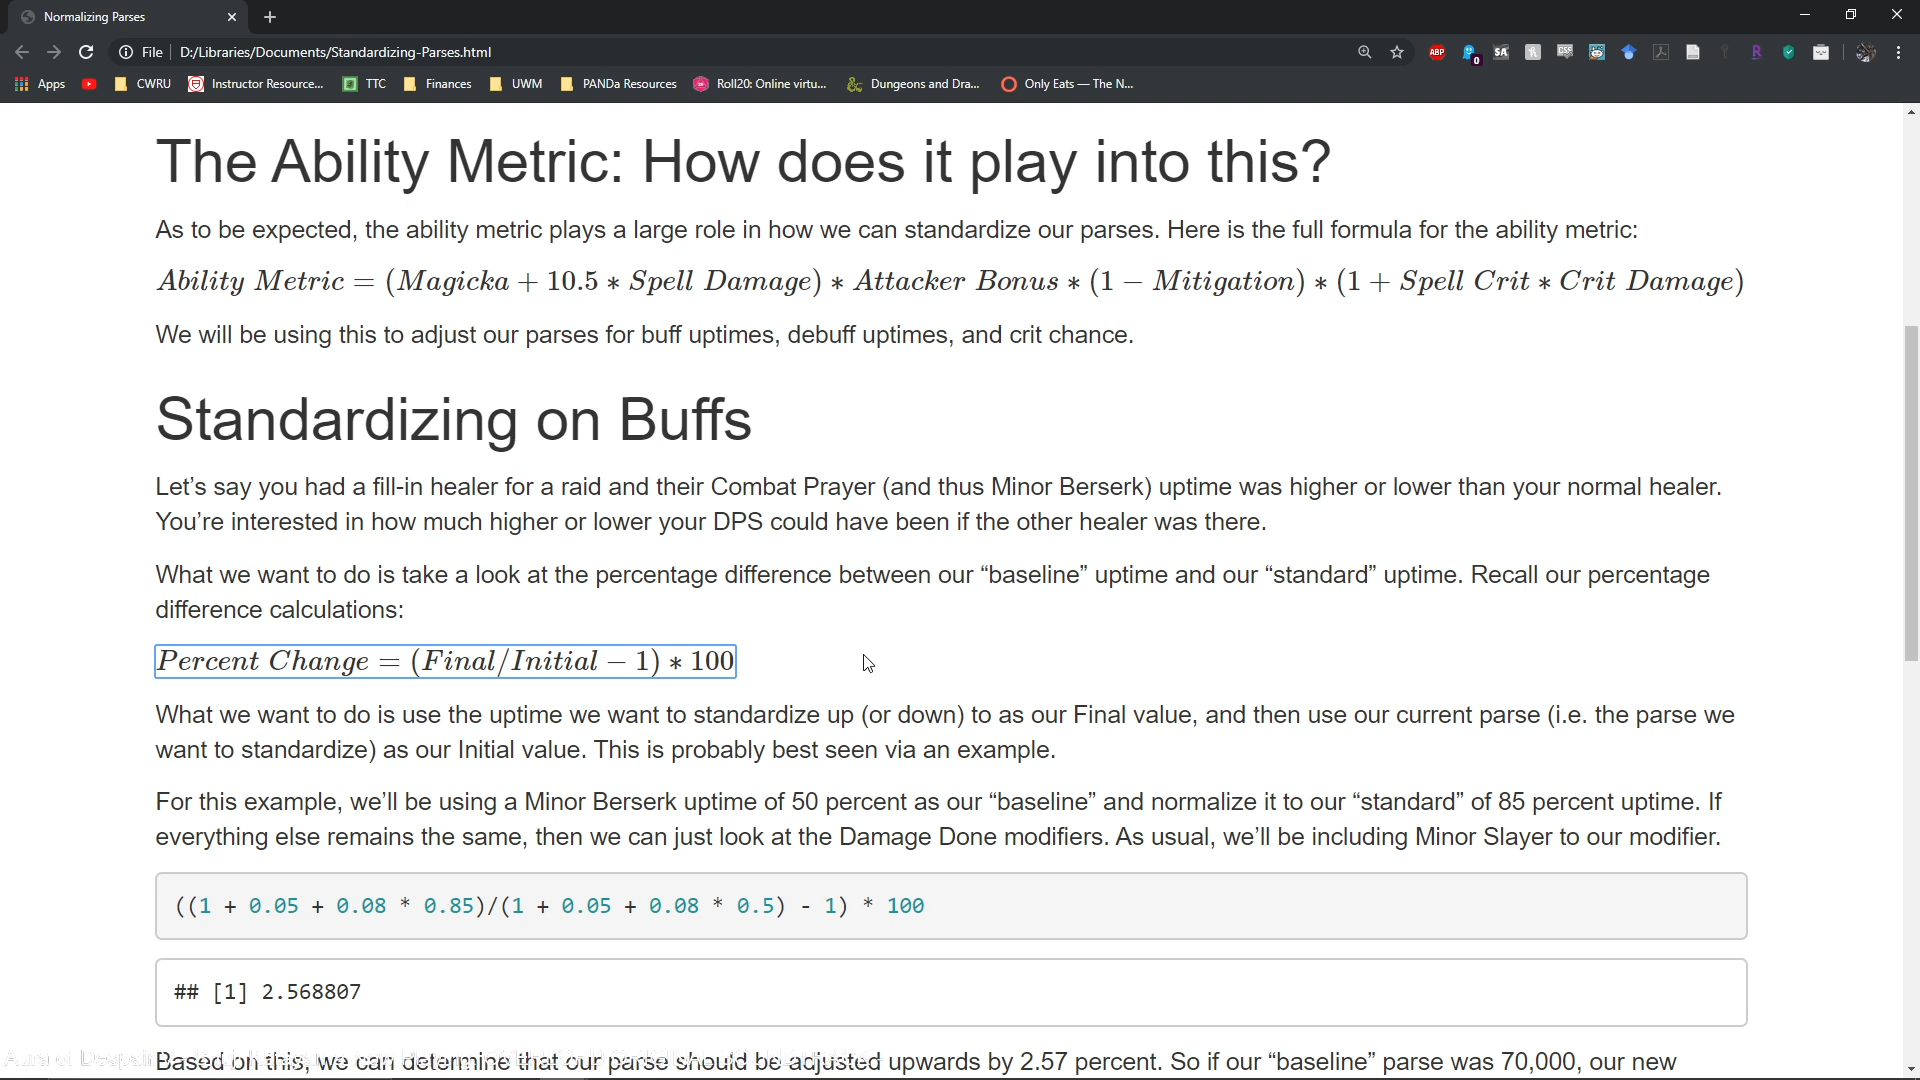 Normalizing Parses
File
D:/Libraries/Documents/Standardizing-Parses.html
ABP
0
Apps
CWRU
Instructor Resource...
TTC
Finances
UWM
PANDa Resources
Roll20: Online virtu...
Dungeons and Dra...
Only Eats — The N...
The Ability Metric: How does it play into this?
As to be expected, the ability metric plays a large role in how we can standardize our parses. Here is the full formula for the ability metric:
Ability Metric = (Magicka + 10.5 * Spell Damage) * Attacker Bonus * (1 − Mitigation) * (1 + Spell Crit * Crit Damage)
We will be using this to adjust our parses for buff uptimes, debuff uptimes, and crit chance.
Standardizing on Buffs
Let’s say you had a fill-in healer for a raid and their Combat Prayer (and thus Minor Berserk) uptime was higher or lower than your normal healer.
You’re interested in how much higher or lower your DPS could have been if the other healer was there.
What we want to do is take a look at the percentage difference between our “baseline” uptime and our “standard” uptime. Recall our percentage
difference calculations:
Percent Change = (Final/Initial − 1) * 100
What we want to do is use the uptime we want to standardize up (or down) to as our Final value, and then use our current parse (i.e. the parse we
want to standardize) as our Initial value. This is probably best seen via an example.
For this example, we’ll be using a Minor Berserk uptime of 50 percent as our “baseline” and normalize it to our “standard” of 85 percent uptime. If
everything else remains the same, then we can just look at the Damage Done modifiers. As usual, we’ll be including Minor Slayer to our modifier.
((1 + 0.05 + 0.08 * 0.85)/(1 + 0.05 + 0.08 * 0.5) - 1) * 100
## [1] 2.568807
Aura of Despair
Based on this, we can determine that our parse should be adjusted upwards by 2.57 percent. So if our “baseline” parse was 70,000, our new